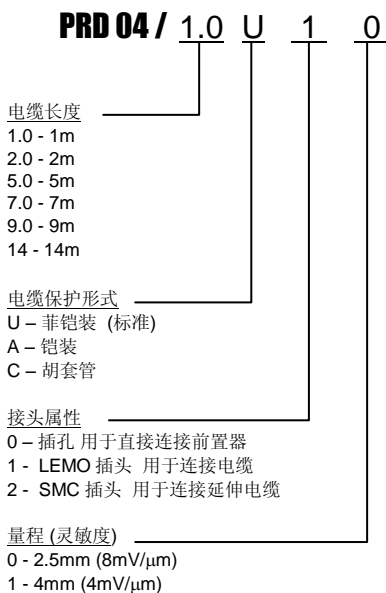 PRD 04 / 1.0 U 1 0
电缆长度
1.0 - 1m
2.0 - 2m
5.0 - 5m
7.0 - 7m
9.0 - 9m
14 - 14m
电缆保护形式
U – 菲铠装 (标准)
A – 铠装
C – 胡套管
接头属性
0 – 插孔 用于直接连接前置器
1 - LEMO 插头 用于连接电缆
2 - SMC 插头 用于连接延伸电缆
量程 (灵敏度)
0 - 2.5mm (8mV/μm)
1 - 4mm (4mV/μm)